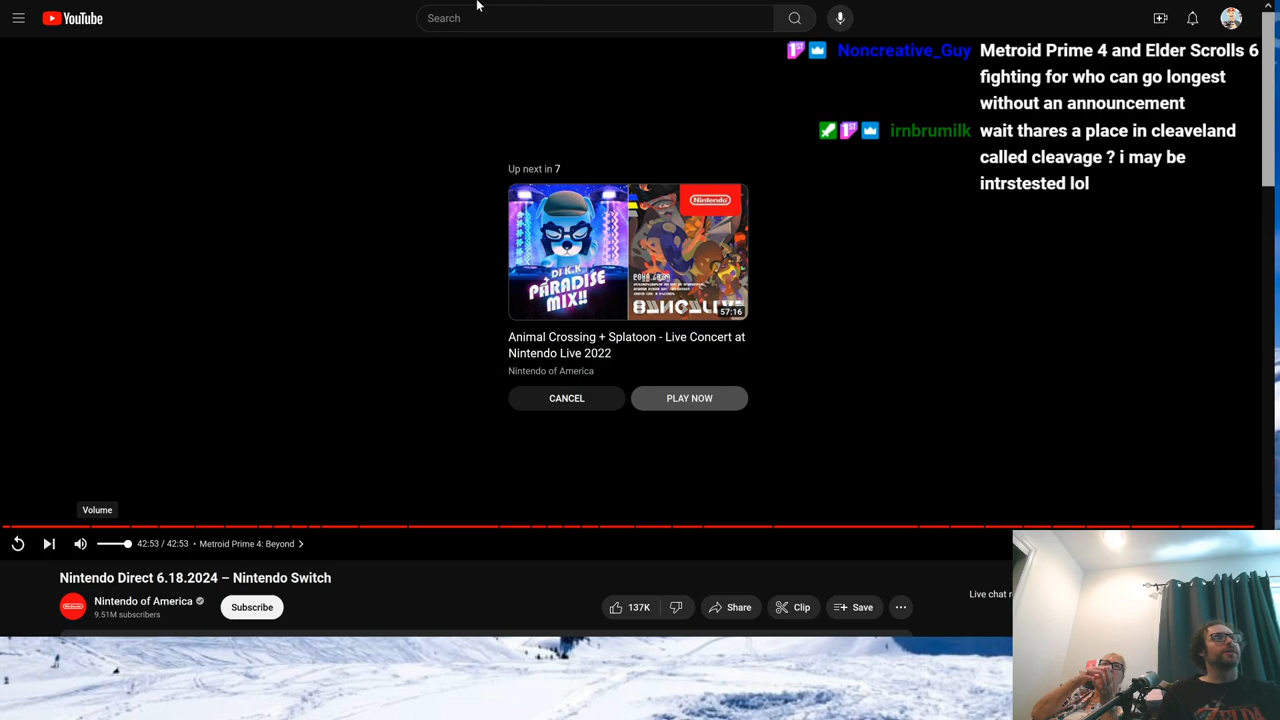 YouTube
Search
Noncreative_Guy Metroid Prime 4 and Elder Scrolls 6
fighting for who can go longest
without an announcement
irnbrumilk wait thares a place in cleaveland
called cleavage ? i may be
intrstested lol
Up next in 7
Nintendo
DJ K.K
PARADISE
MIX!!
57:16
Animal Crossing + Splatoon - Live Concert at
Nintendo Live 2022
Nintendo of America
CANCEL
PLAY NOW
Volume
42:53 / 42:53 • Metroid Prime 4: Beyond
Nintendo Direct 6.18.2024 – Nintendo Switch
Nintendo of America
9.51M subscribers
Subscribe
137K
Share
Clip
Save
Live chat